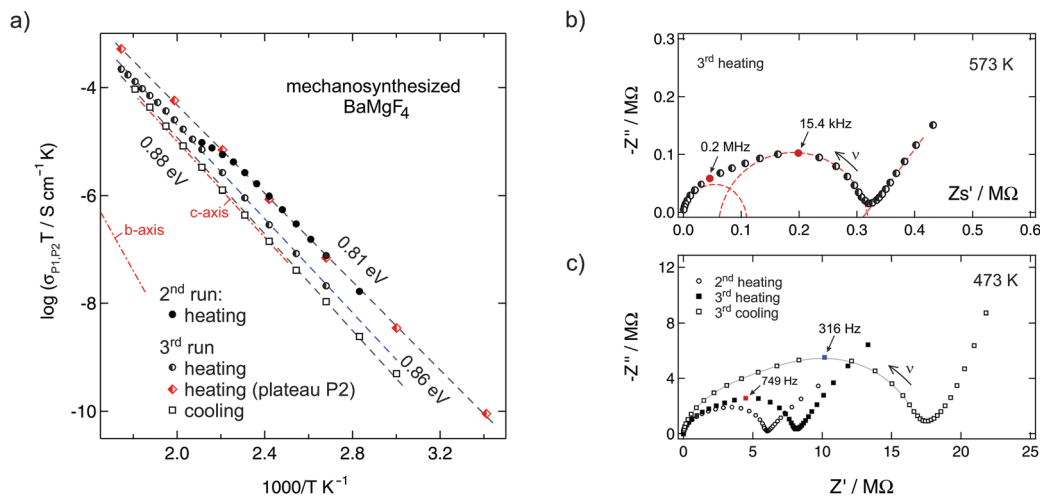 a)
log (σP1,P2T / S cm⁻¹ K)
-4
-6
-8
-10
mechanosynthesized
BaMgF₄
0.88 eV
0.81 eV
0.86 eV
b-axis
c-axis
2nd run:
heating
3rd run
heating
heating (plateau P2)
cooling
2.0
2.4
2.8
3.2
1000/T K⁻¹
b)
-Z'' / MΩ
0.3
0.2
0.1
0.0
3rd heating
573 K
0.2 MHz
15.4 kHz
ν
Zs' / MΩ
0.0
0.1
0.2
0.3
0.4
0.5
0.6
c)
-Z'' / MΩ
12
8
4
0
2nd heating
3rd heating
3rd cooling
473 K
316 Hz
749 Hz
ν
0
5
10
15
20
25
Z' / MΩ